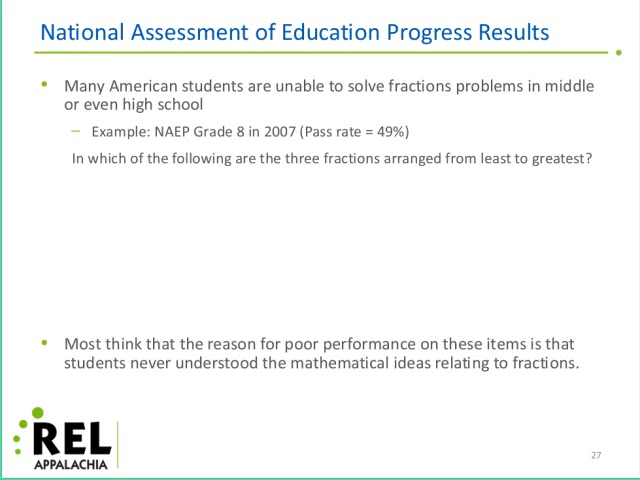 National Assessment of Education Progress Results
• Many American students are unable to solve fractions problems in middle
or even high school
– Example: NAEP Grade 8 in 2007 (Pass rate = 49%)
In which of the following are the three fractions arranged from least to greatest?
• Most think that the reason for poor performance on these items is that
students never understood the mathematical ideas relating to fractions.
REL
APPALACHIA
27